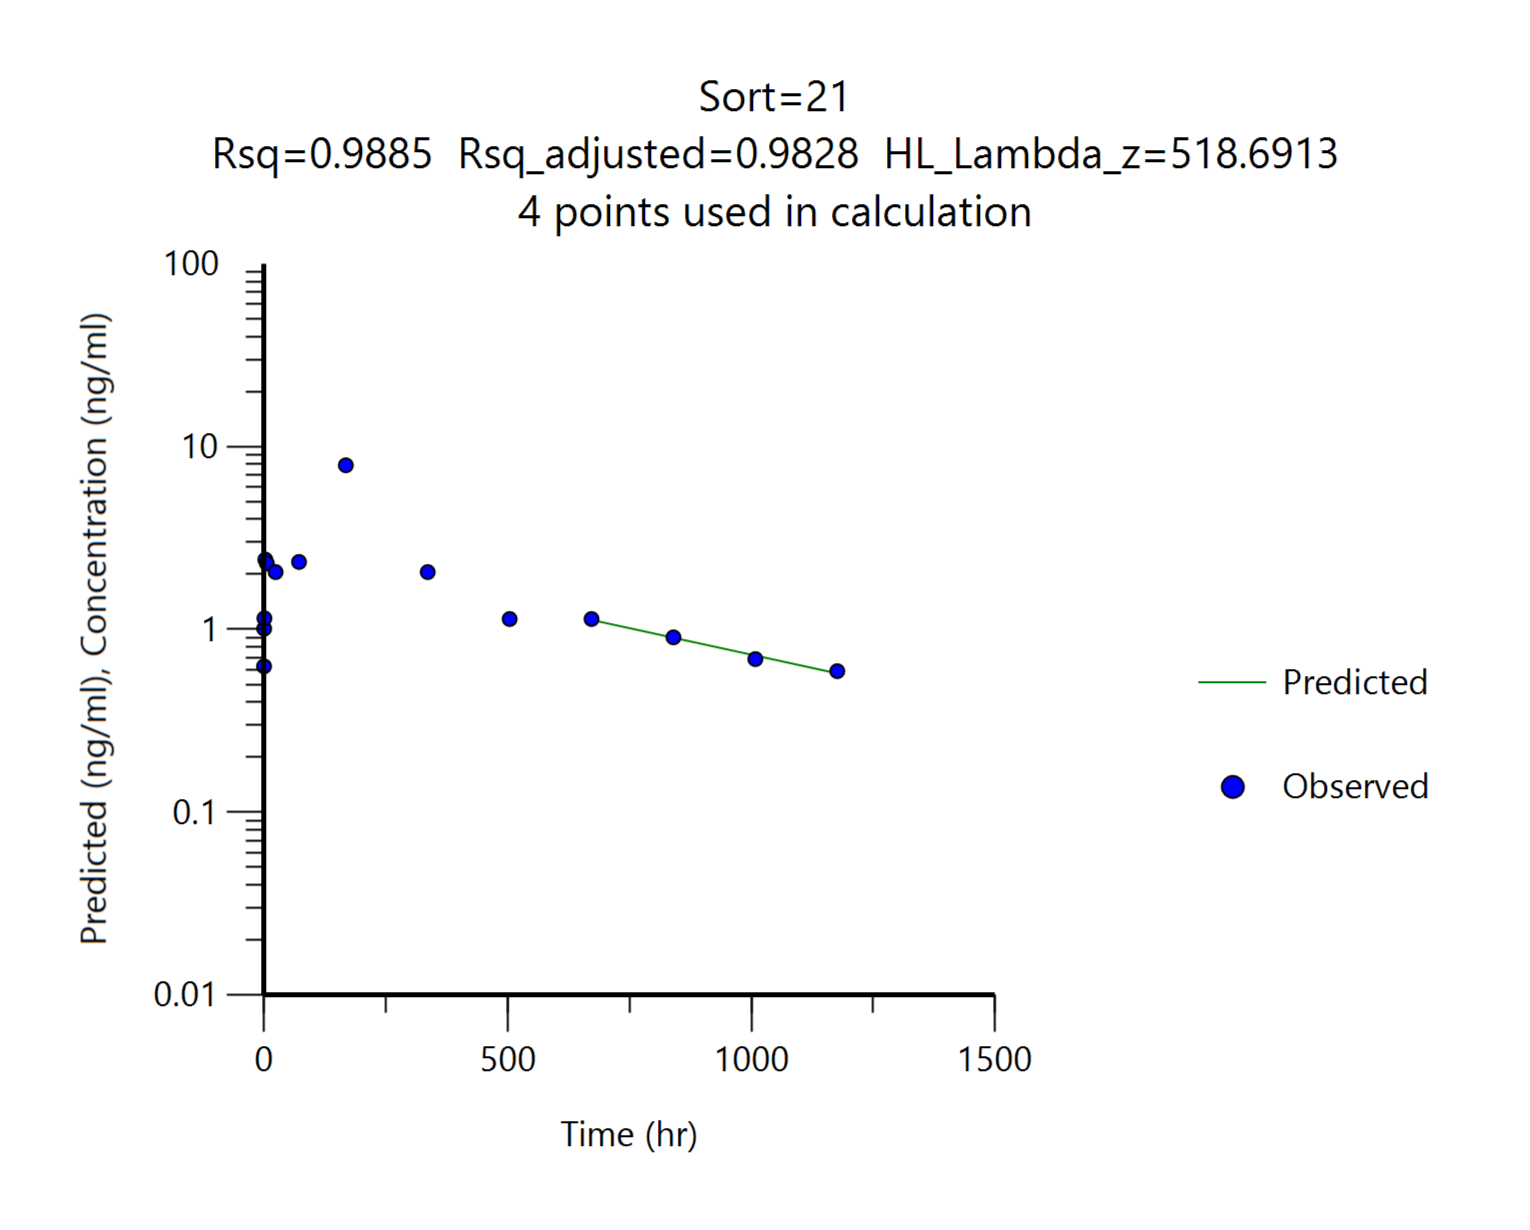 Sort=21
Rsq=0.9885 Rsq_adjusted=0.9828 HL_Lambda_z=518.6913
4 points used in calculation
100
10
1
0.1
0.01
Predicted (ng/ml), Concentration (ng/ml)
0 500 1000 1500
Time (hr)
Predicted
Observed